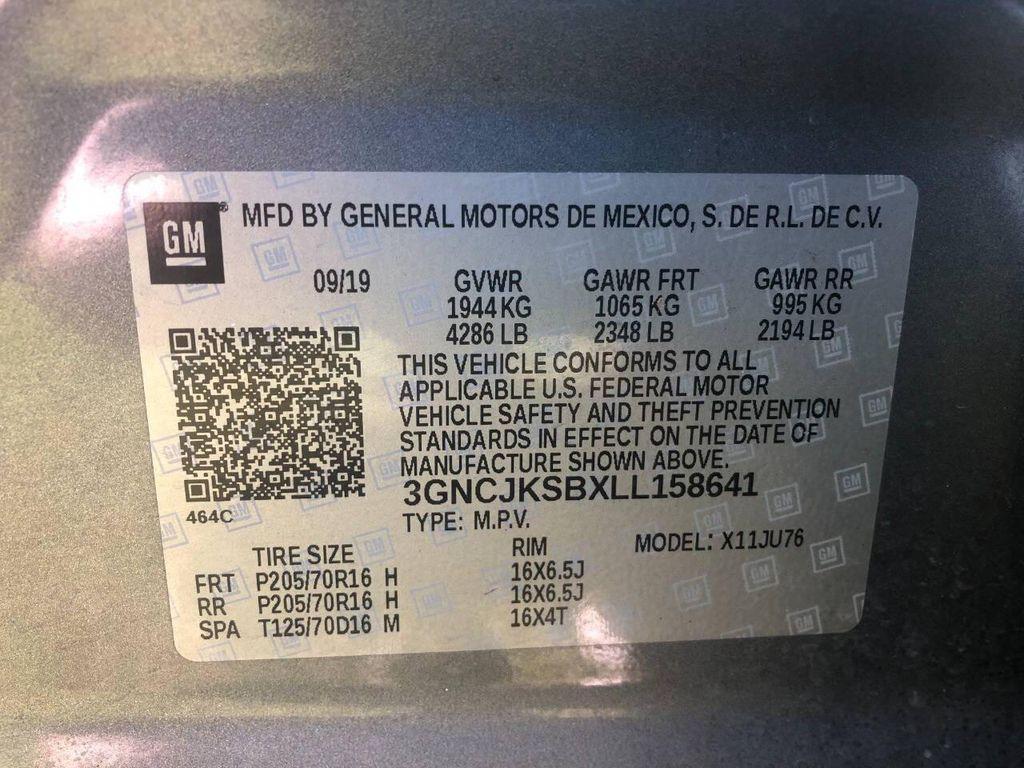 GM® MFD BY GENERAL MOTORS DE MEXICO, S. DE R.L. DE C.V.
09/19 GVWR GAWR FRT GAWR RR
1944 KG 1065 KG 995 KG
4286 LB 2348 LB 2194 LB
THIS VEHICLE CONFORMS TO ALL
APPLICABLE U.S. FEDERAL MOTOR
VEHICLE SAFETY AND THEFT PREVENTION
STANDARDS IN EFFECT ON THE DATE OF
MANUFACTURE SHOWN ABOVE.
3GNCJKSBXLL158641
464C
TYPE: M.P.V. MODEL: X11JU76
TIRE SIZE RIM
FRT P205/70R16 H 16X6.5J
RR P205/70R16 H 16X6.5J
SPA T125/70D16 M 16X4T